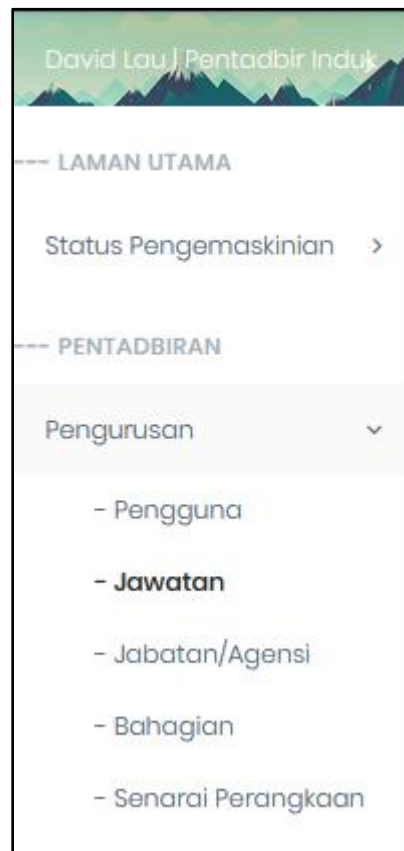 David Lau | Pentadbir Induk
--- LAMAN UTAMA
Status Pengemaskinian >
--- PENTADBIRAN
Pengurusan
- Pengguna
- Jawatan
- Jabatan/Agensi
- Bahagian
- Senarai Perangkaan